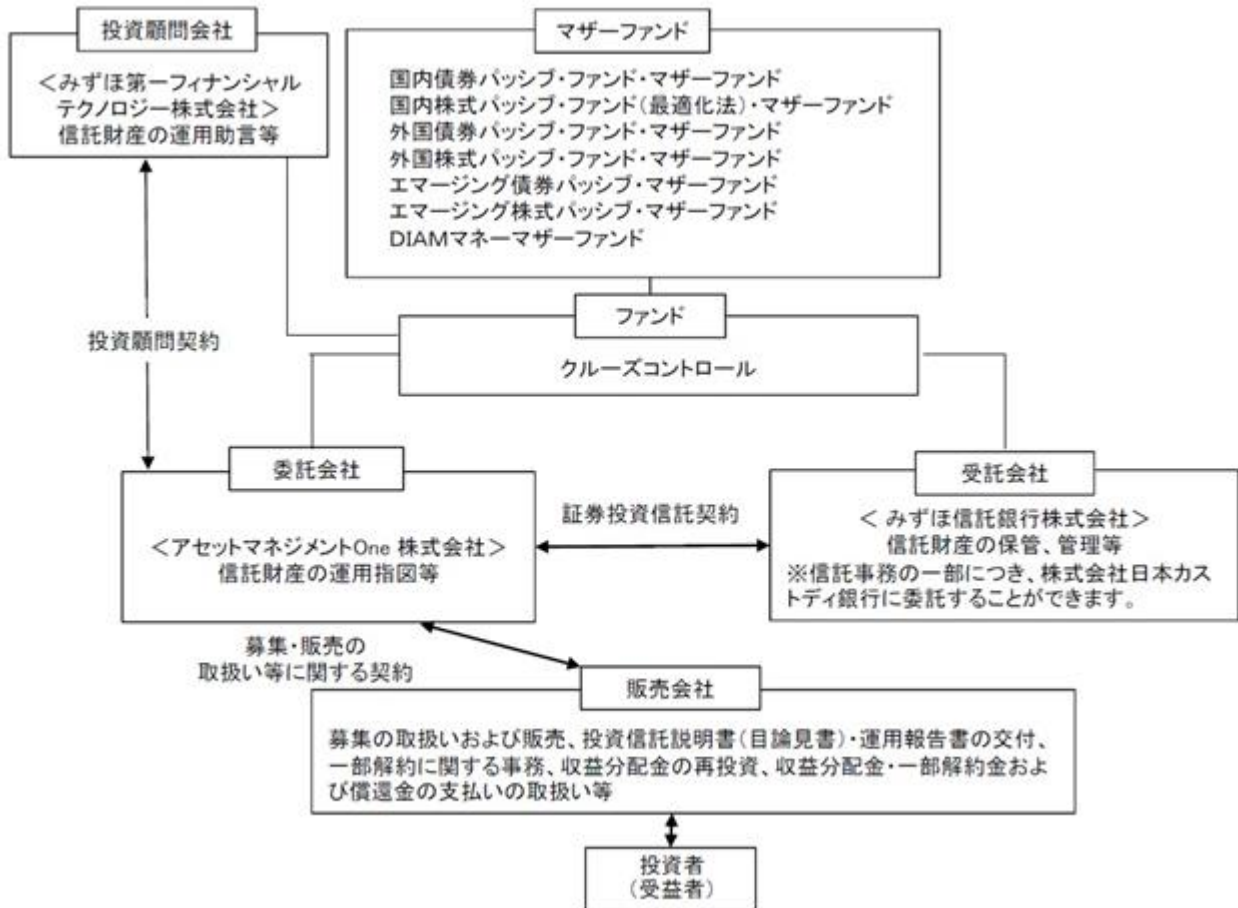 投資顧問会社
<みずほ第一フィナンシャル
テクノロジー株式会社>
信託財産の運用助言等
マザーファンド
国内債券パッシブ・ファンド・マザーファンド
国内株式パッシブ・ファンド(最適化法)・マザーファンド
外国債券パッシブ・ファンド・マザーファンド
外国株式パッシブ・ファンド・マザーファンド
エマージング債券パッシブ・マザーファンド
エマージング株式パッシブ・マザーファンド
DIAMマネーマザーファンド
投資顧問契約
ファンド
クルーズコントロール
委託会社
<アセットマネジメントOne 株式会社>
信託財産の運用指図等
証券投資信託契約
受託会社
< みずほ信託銀行株式会社>
信託財産の保管、管理等
※信託事務の一部につき、株式会社日本カス
トディ銀行に委託することができます。
募集・販売の
取扱い等に関する契約
販売会社
募集の取扱いおよび販売、投資信託説明書(目論見書)・運用報告書の交付、
一部解約に関する事務、収益分配金の再投資、収益分配金・一部解約金およ
び償還金の支払いの取扱い等
投資者
(受益者)